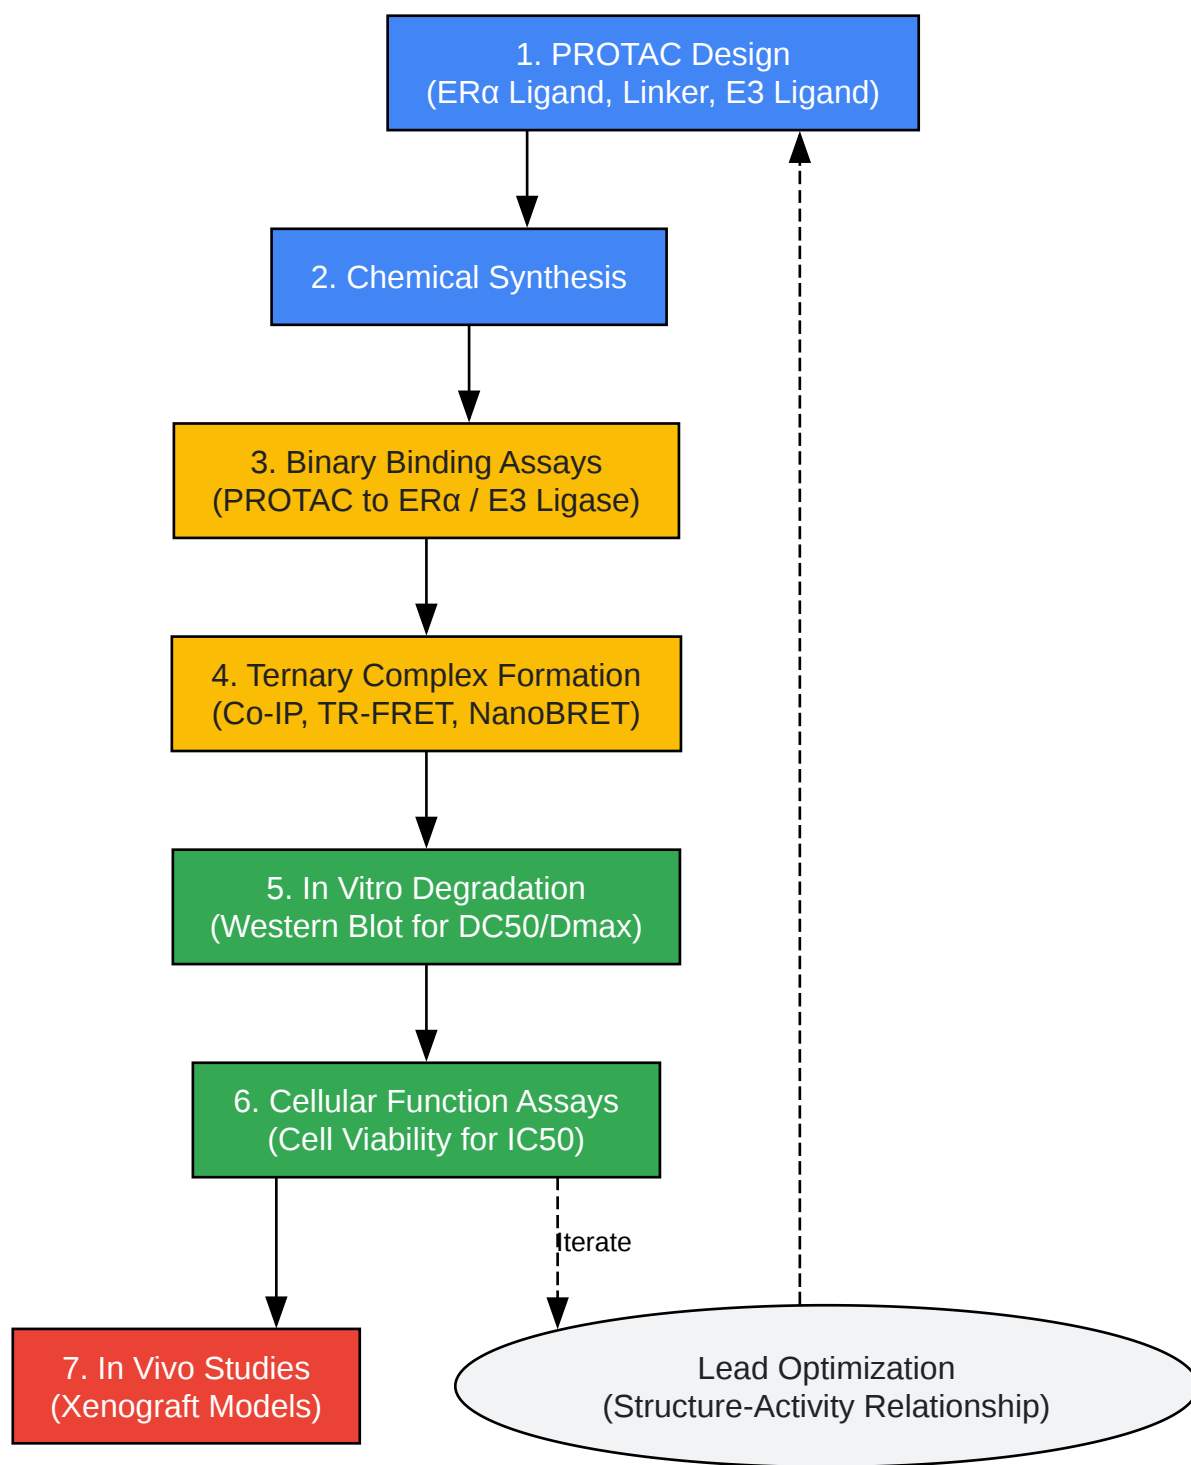 1. PROTAC Design
(ERα Ligand, Linker, E3 Ligand)
2. Chemical Synthesis
3. Binary Binding Assays
(PROTAC to ERα / E3 Ligase)
4. Ternary Complex Formation
(Co-IP, TR-FRET, NanoBRET)
5. In Vitro Degradation
(Western Blot for DC50/Dmax)
6. Cellular Function Assays
(Cell Viability for IC50)
Iterate
7. In Vivo Studies
(Xenograft Models)
Lead Optimization
(Structure-Activity Relationship)